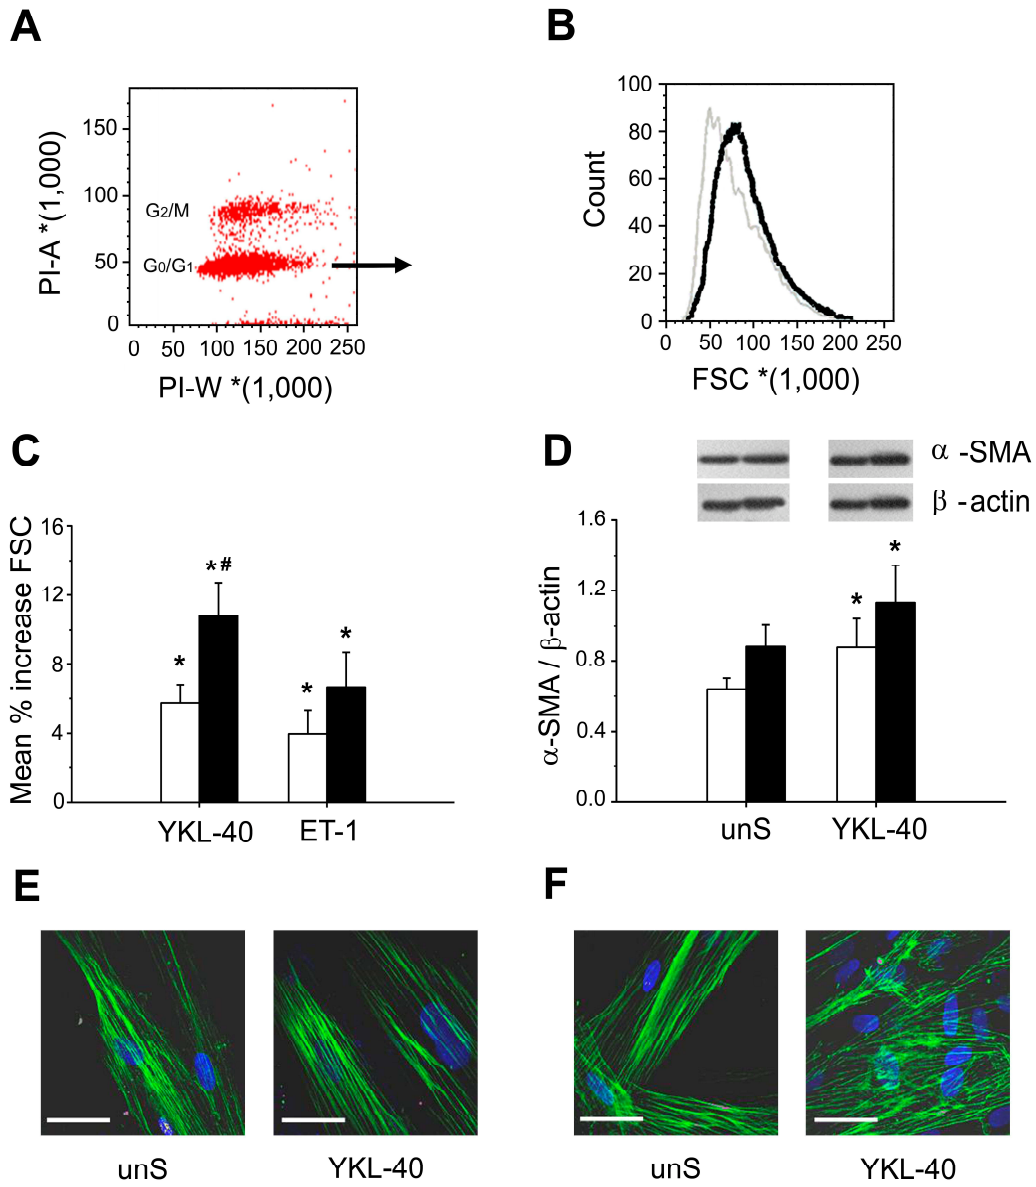 A
PI-A *(1,000)
150
100
50
0
G2/M
G0/G1
0 50 100 150 200 250
PI-W *(1,000)
B
Count
100
80
60
40
20
0
0 50 100 150 200 250
FSC *(1,000)
C
Mean % increase FSC
16
12
8
4
0
*
*#
*
*
YKL-40 ET-1
D
α -SMA
β - actin
α-SMA / β-actin
1.6
1.2
0.8
0.4
0.0
*
*
unS YKL-40
E
unS YKL-40
F
unS YKL-40